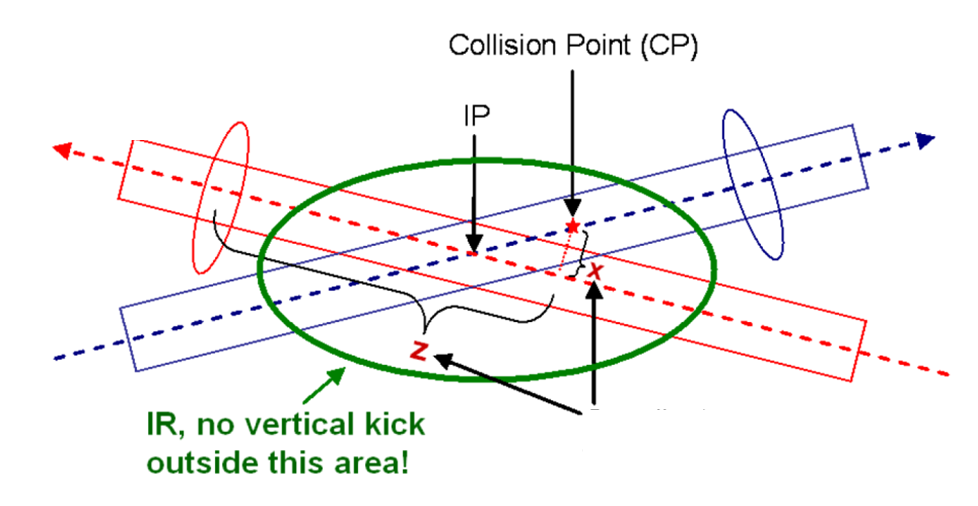 Collision Point (CP)
IP
X
Z
IR, no vertical kick
outside this area!